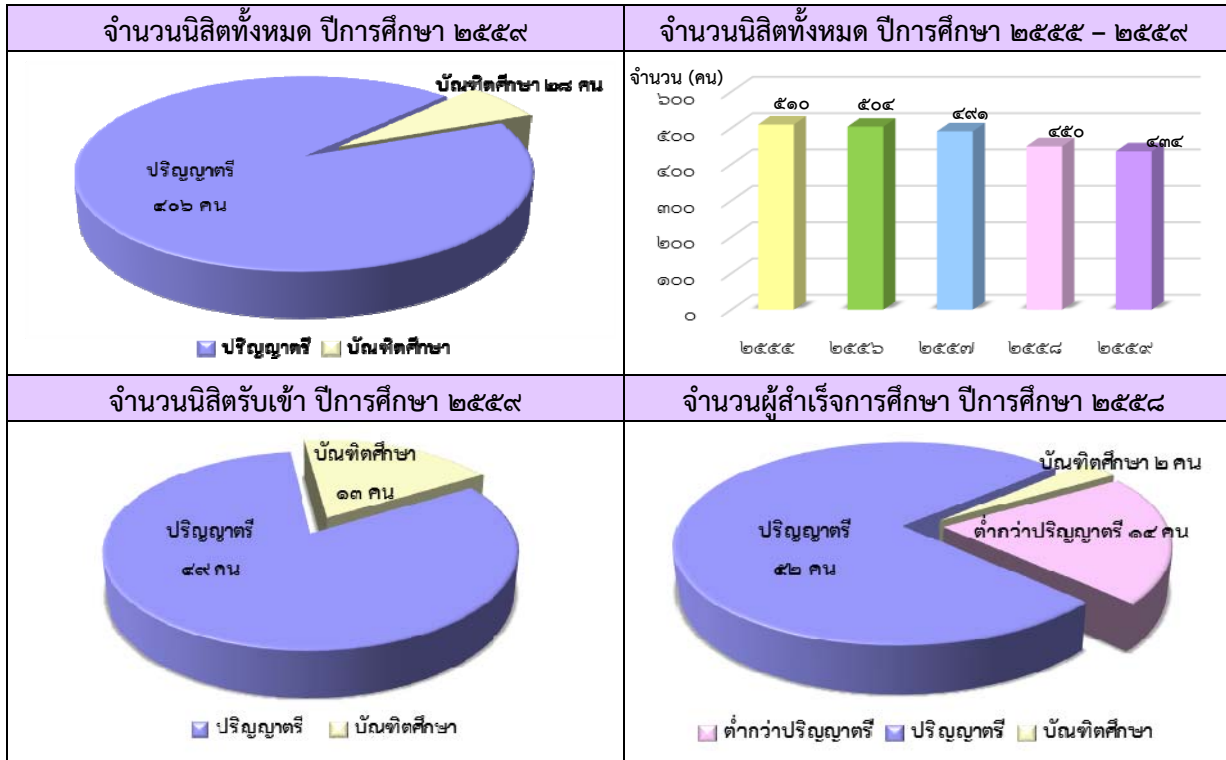 จำนวนนิสิตทั้งหมด ปีการศึกษา ๒๕๕๙
บัณฑิตศึกษา ๒๘ คน
ปริญญาตรี
๔๐๖ คน
ปริญญาตรี บัณฑิตศึกษา
จำนวนนิสิตทั้งหมด ปีการศึกษา ๒๕๕๕ – ๒๕๕๙
จำนวน (คน)
๖๐๐
๕๐๐
๔๐๐
๓๐๐
๒๐๐
๑๐๐
๐
๕๑๐ ๕๐๔ ๔๙๑ ๔๕๐ ๔๓๔
๒๕๕๕ ๒๕๕๖ ๒๕๕๗ ๒๕๕๘ ๒๕๕๙
จำนวนนิสิตรับเข้า ปีการศึกษา ๒๕๕๙
บัณฑิตศึกษา
๑๓ คน
ปริญญาตรี
๔๙ คน
ปริญญาตรี บัณฑิตศึกษา
จำนวนผู้สำเร็จการศึกษา ปีการศึกษา ๒๕๕๘
บัณฑิตศึกษา ๒ คน
ปริญญาตรี
๕๒ คน
ต่ำกว่าปริญญาตรี ๑๔ คน
ต่ำกว่าปริญญาตรี ปริญญาตรี บัณฑิตศึกษา